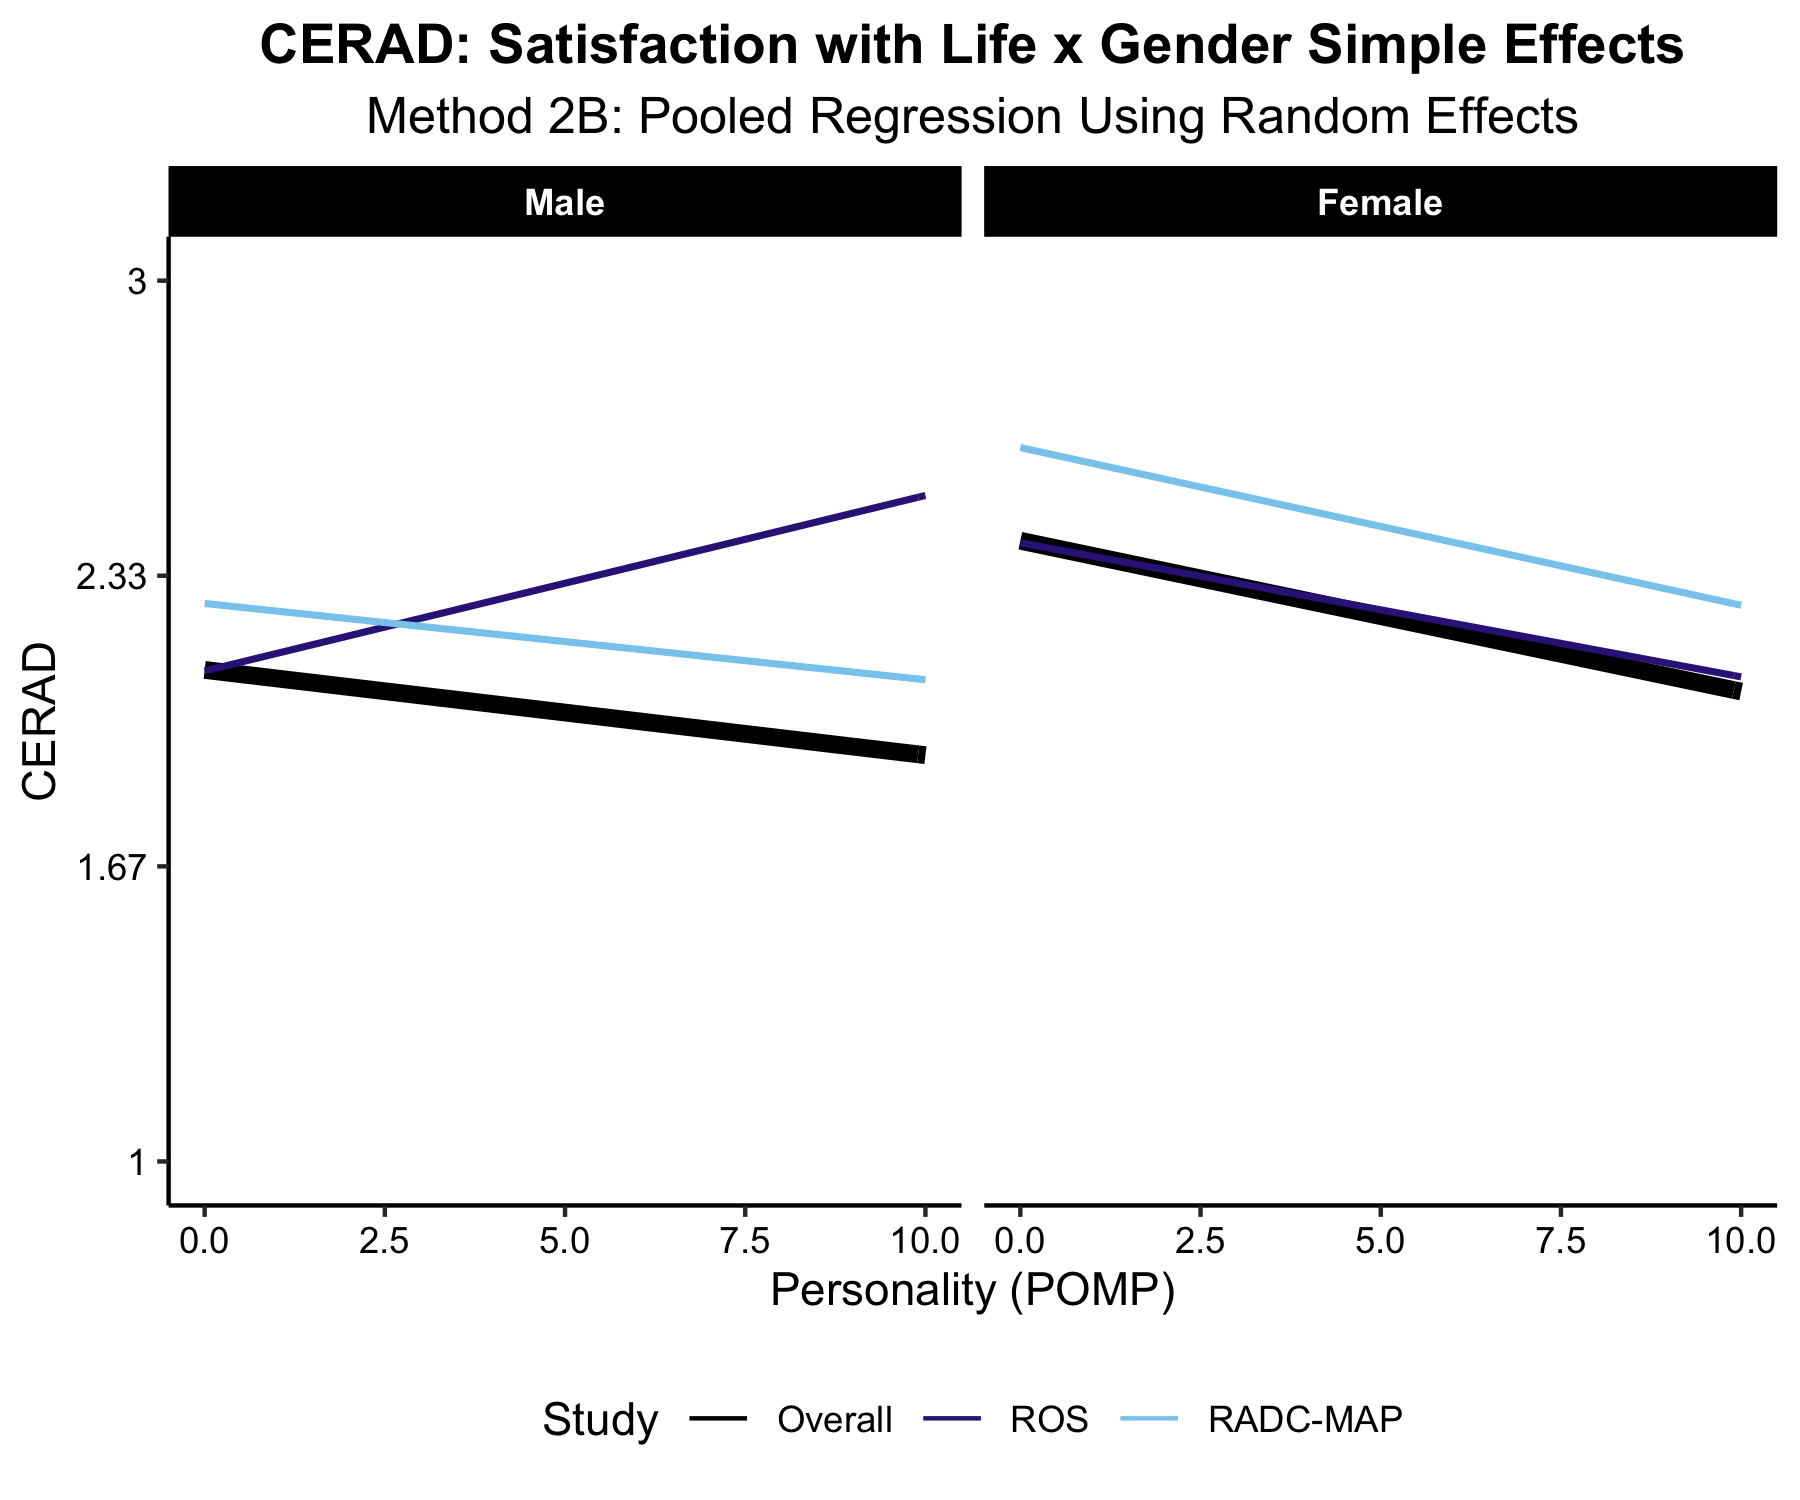 CERAD: Satisfaction with Life x Gender Simple Effects
Method 2B: Pooled Regression Using Random Effects
Male
Female
3
2.33
1.67
1
CERAD
0.0 2.5 5.0 7.5 10.0
0.0 2.5 5.0 7.5 10.0
Personality (POMP)
Study Overall ROS RADC-MAP